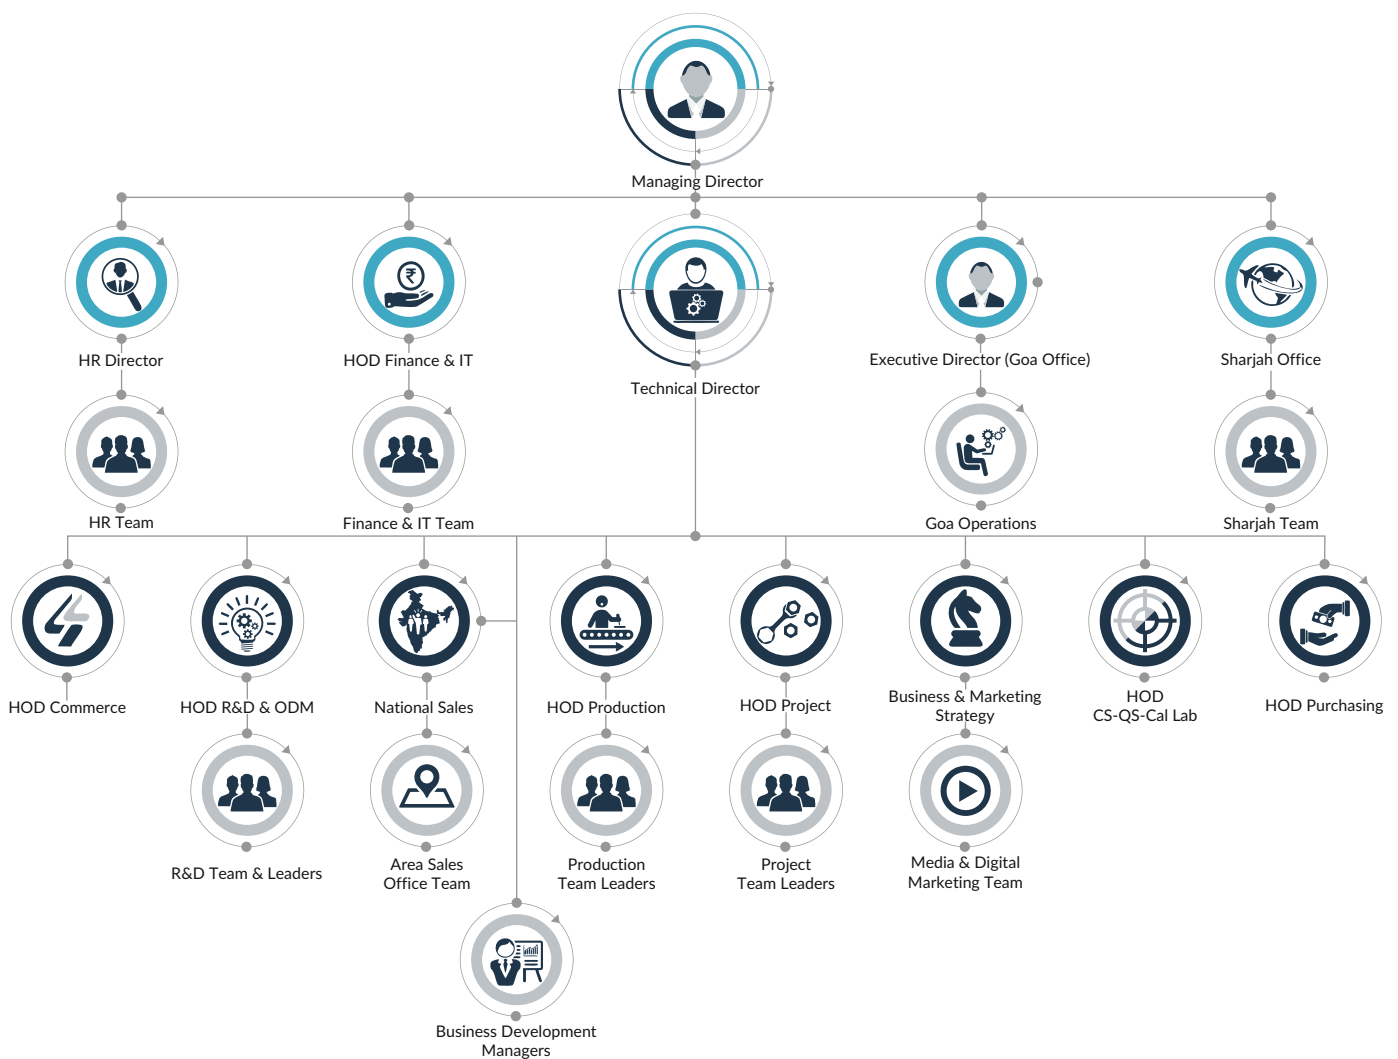 Managing Director
HR Director
HOD Finance & IT
Technical Director
Executive Director (Goa Office)
Sharjah Office
HR Team
Finance & IT Team
Goa Operations
Sharjah Team
HOD Commerce
HOD R&D & ODM
National Sales
HOD Production
HOD Project
Business & Marketing
Strategy
HOD
CS-QS-Cal Lab
HOD Purchasing
R&D Team & Leaders
Area Sales
Office Team
Production
Team Leaders
Project
Team Leaders
Media & Digital
Marketing Team
Business Development
Managers